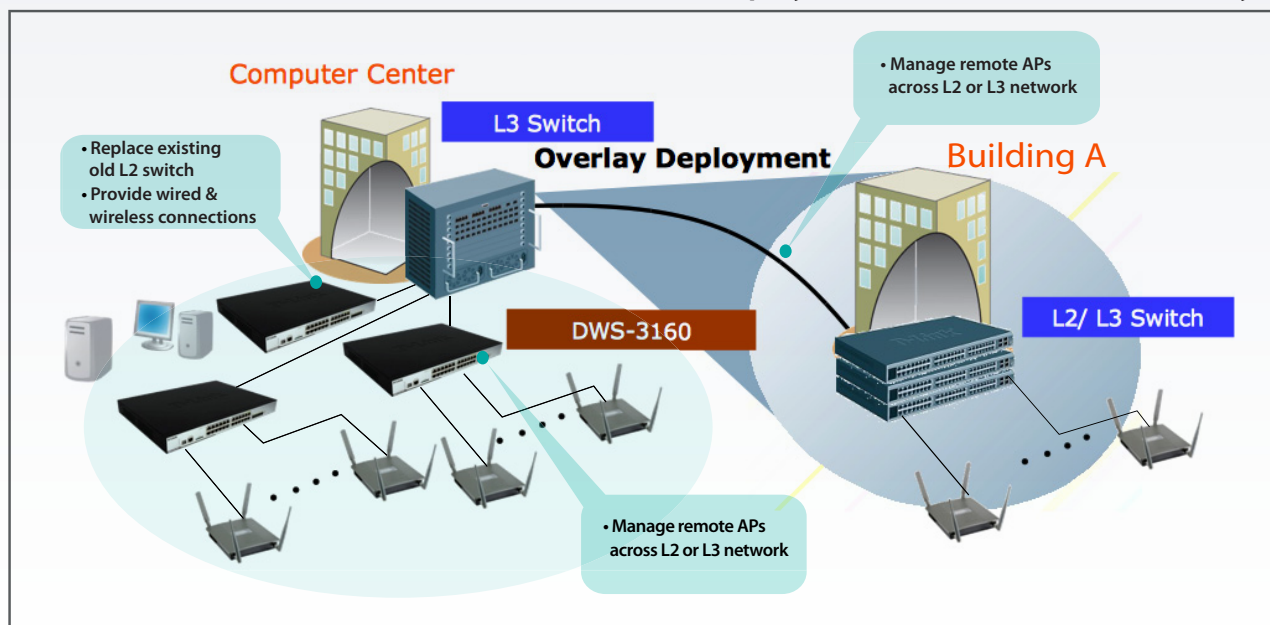 Computer Center
L3 Switch
• Manage remote APs
across L2 or L3 network
• Replace existing
old L2 switch
• Provide wired &
wireless connections
Overlay Deployment
Building A
DWS-3160
L2/ L3 Switch
D-Link
• Manage remote APs
across L2 or L3 network